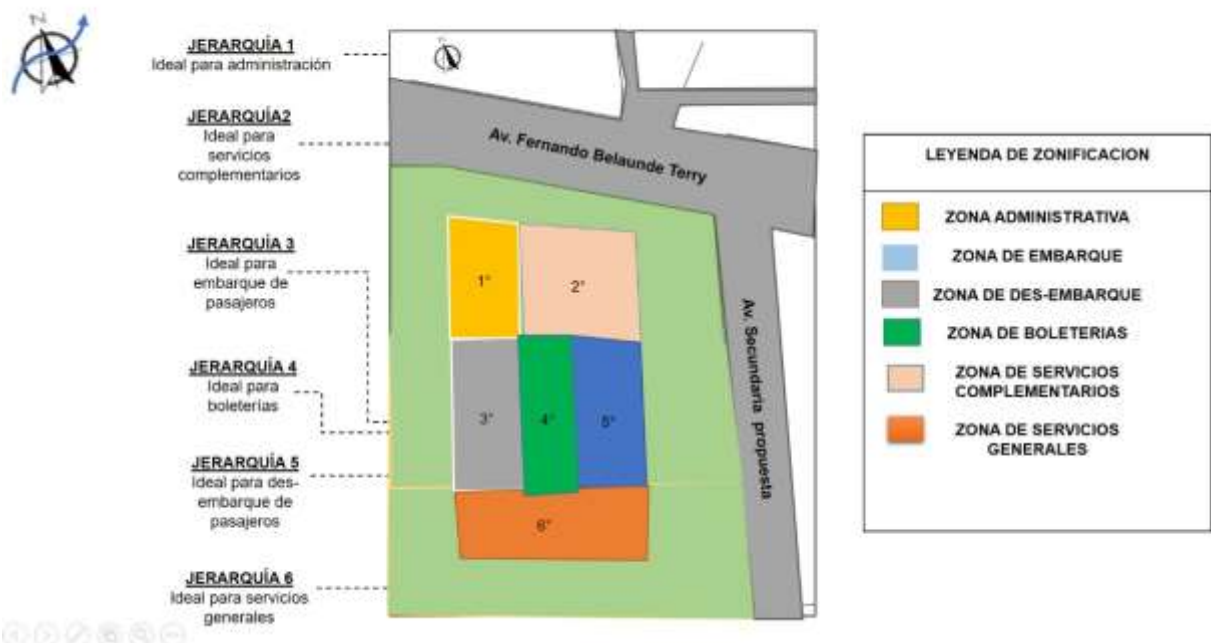 N
JERARQUÍA 1
Ideal para administración
JERARQUÍA2
Ideal para
servicios
complementarios
JERARQUÍA 3
Ideal para
embarque de
pasajeros
JERARQUÍA 4
Ideal para
boleterías
JERARQUÍA 5
Ideal para des-
embarque de
pasajeros
JERARQUÍA 6
Ideal para servicios
generales
Av. Fernando Belaunde Terry
Av. Secundaria propuesta
1°
2°
3°
4°
5°
6°
LEYENDA DE ZONIFICACION
ZONA ADMINISTRATIVA
ZONA DE EMBARQUE
ZONA DE DES-EMBARQUE
ZONA DE BOLETERIAS
ZONA DE SERVICIOS
COMPLEMENTARIOS
ZONA DE SERVICIOS
GENERALES